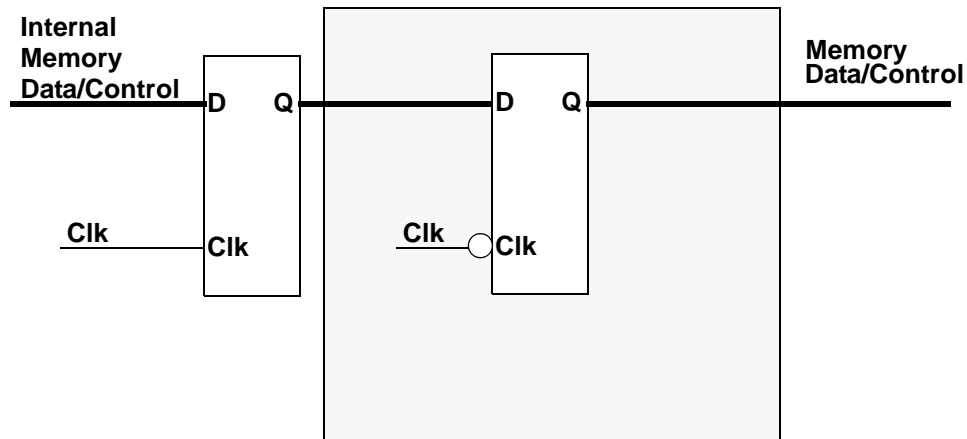 Internal
Memory
Data/Control
D Q
Clk
Clk
D Q
Clk
Clk
Memory
Data/Control